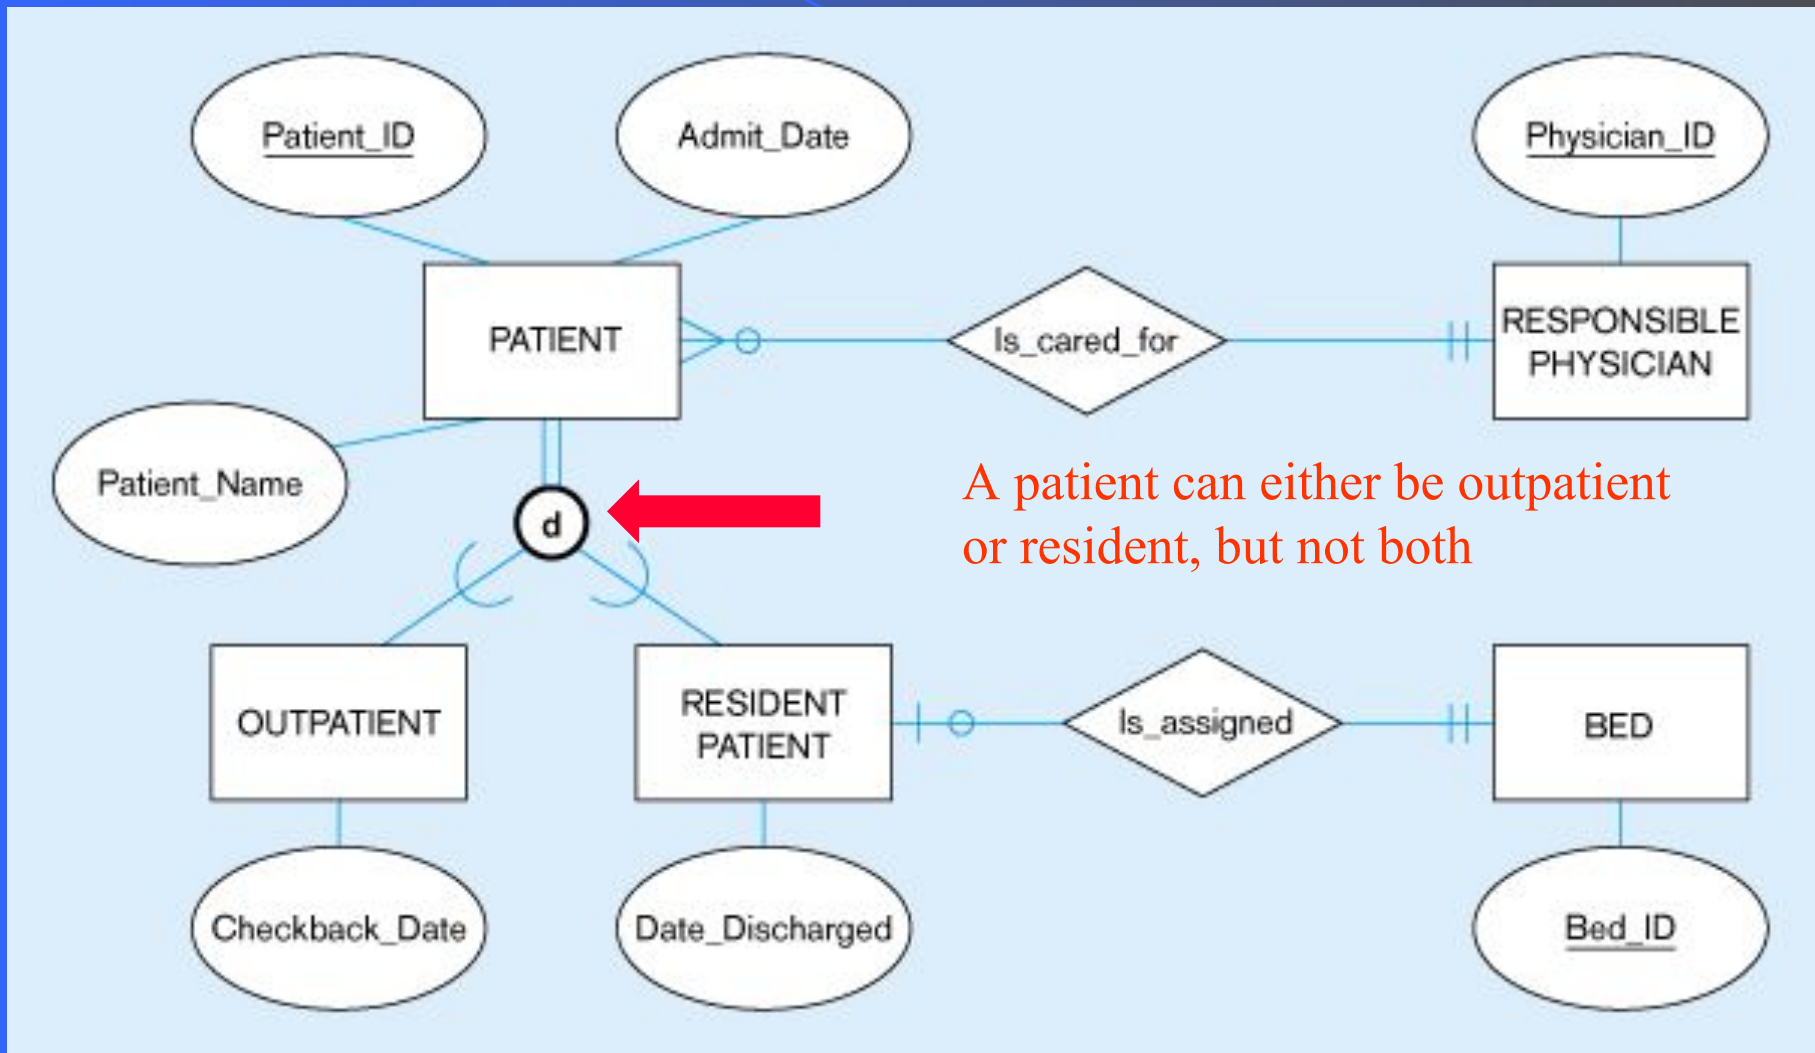 Patient_ID
Admit_Date
Physician_ID
PATIENT
Is_cared_for
RESPONSIBLE
PHYSICIAN
Patient_Name
d
A patient can either be outpatient
or resident, but not both
OUTPATIENT
RESIDENT
PATIENT
Is_assigned
BED
Checkback_Date
Date_Discharged
Bed_ID